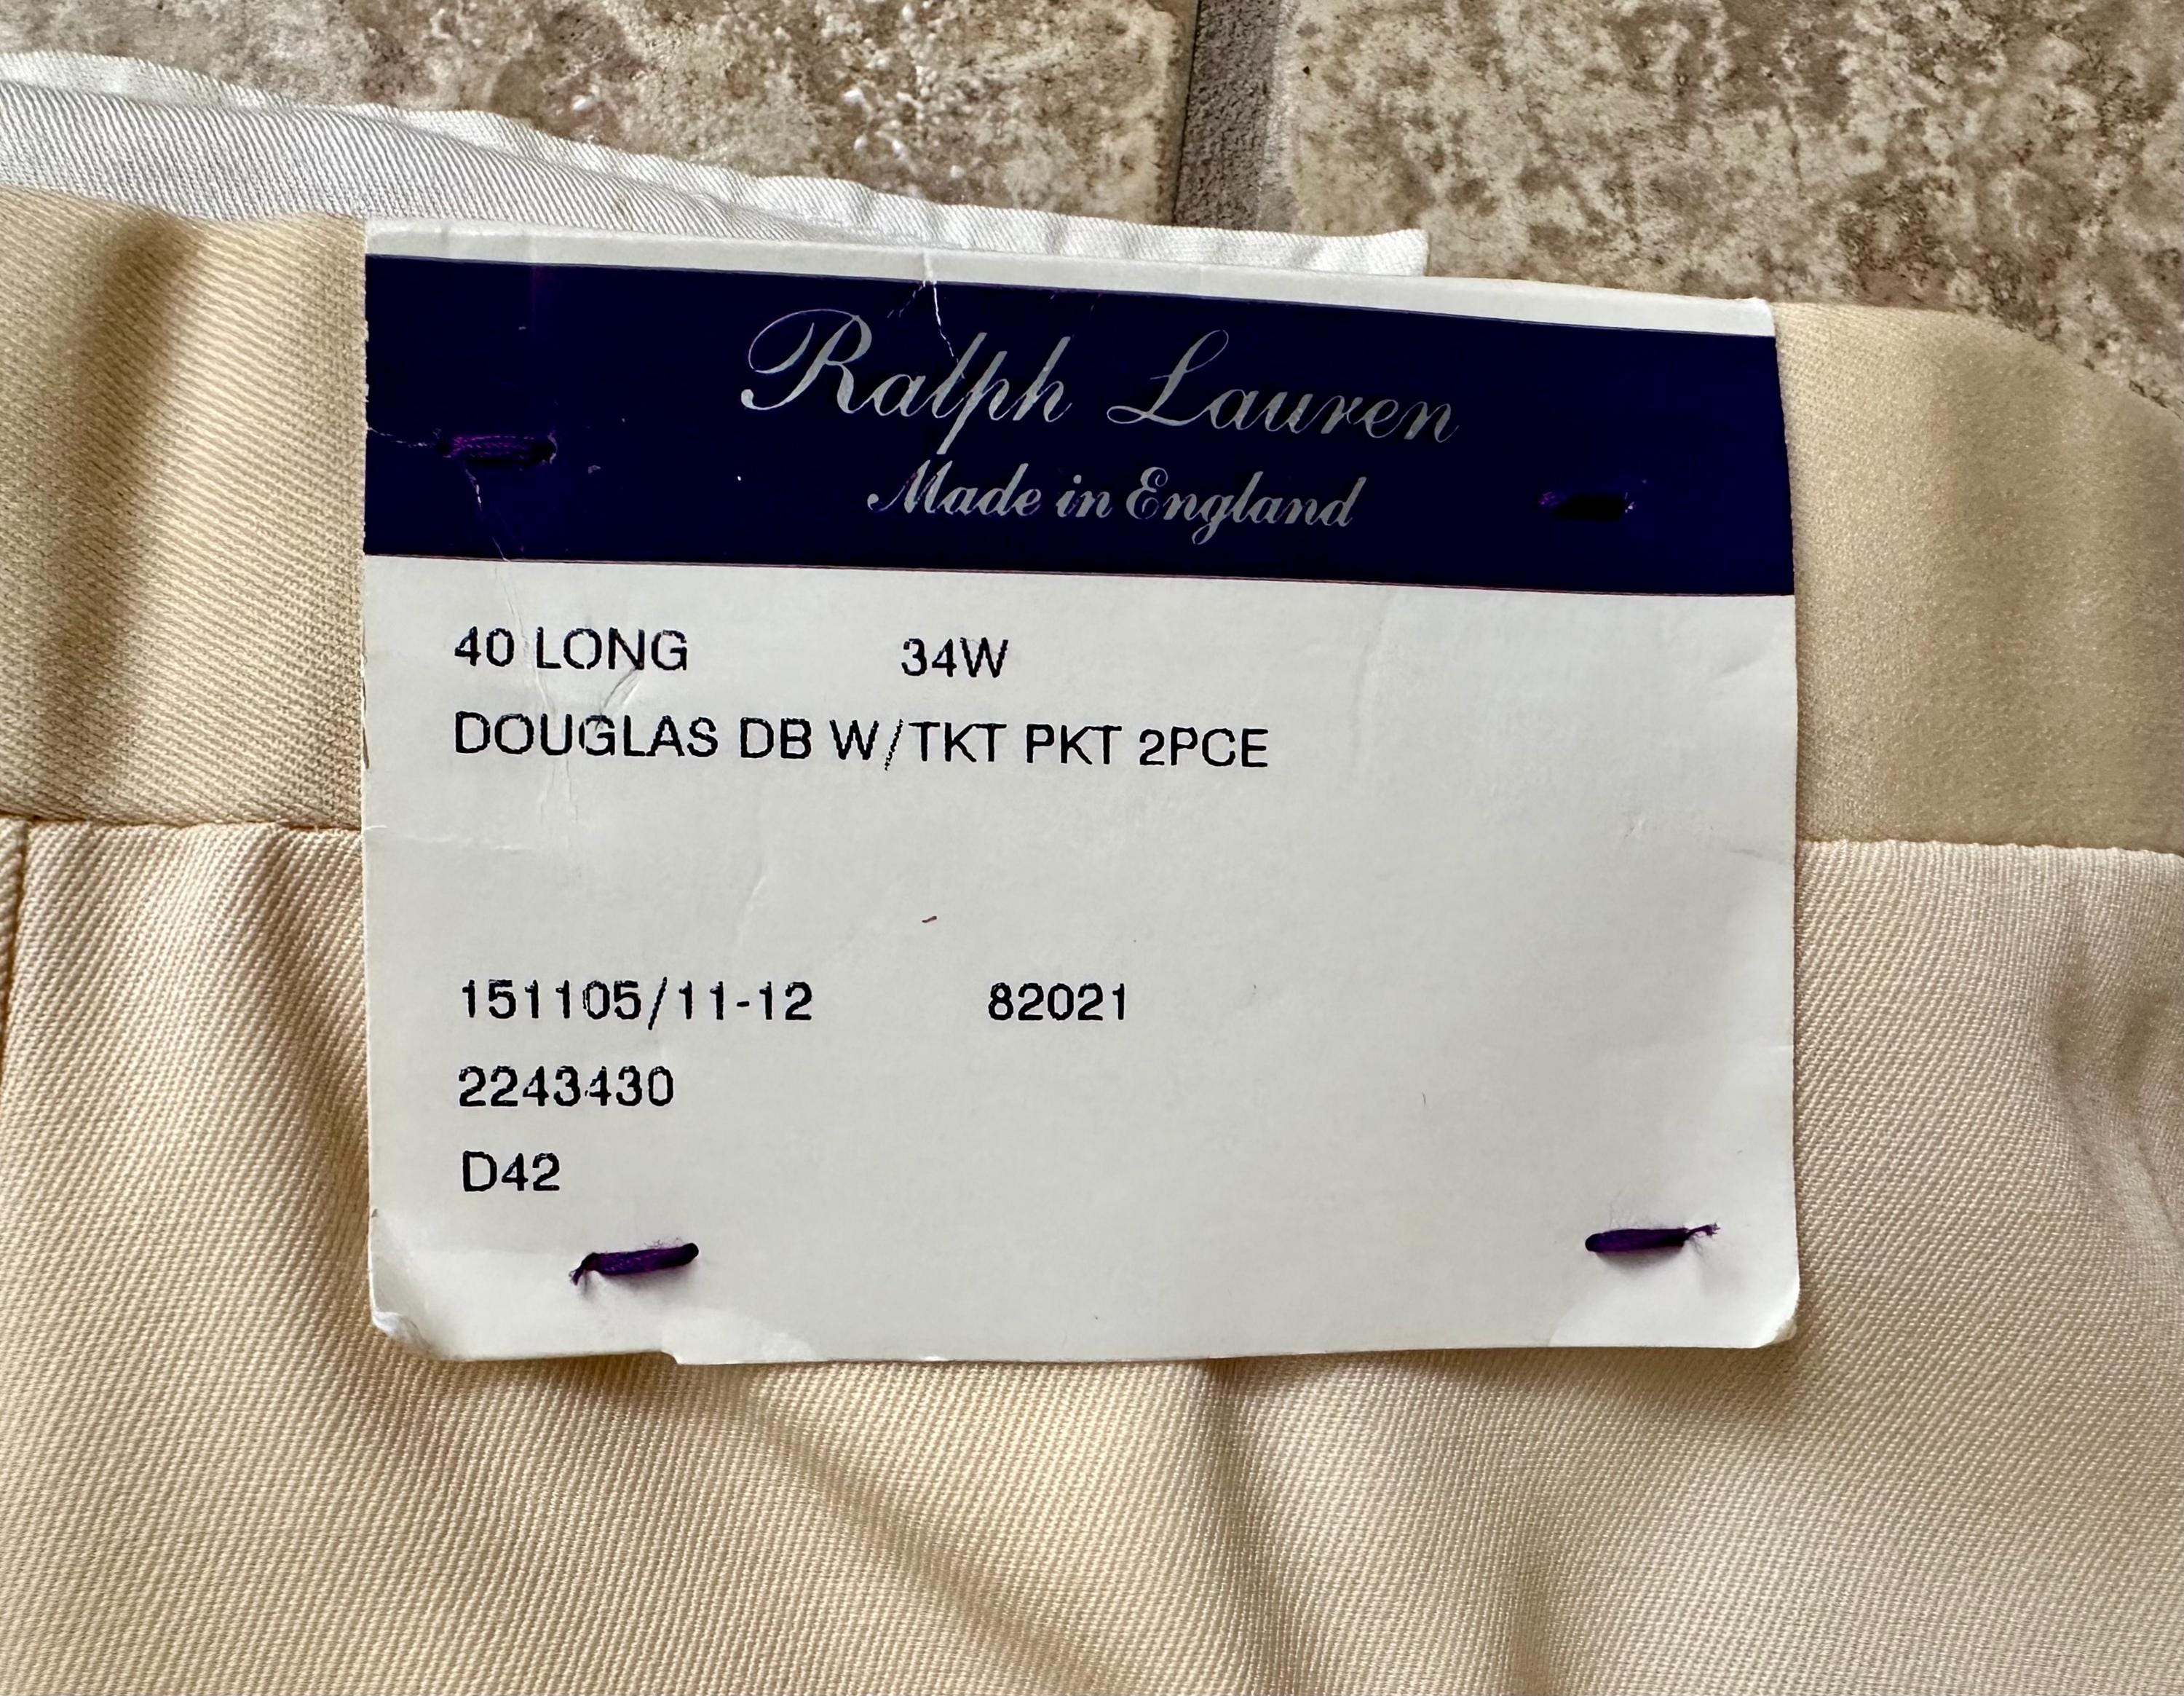 Ralph Lauren
Made in England
40 LONG 34W
DOUGLAS DB W/TKT PKT 2PCE
151105/11-12 82021
2243430
D42